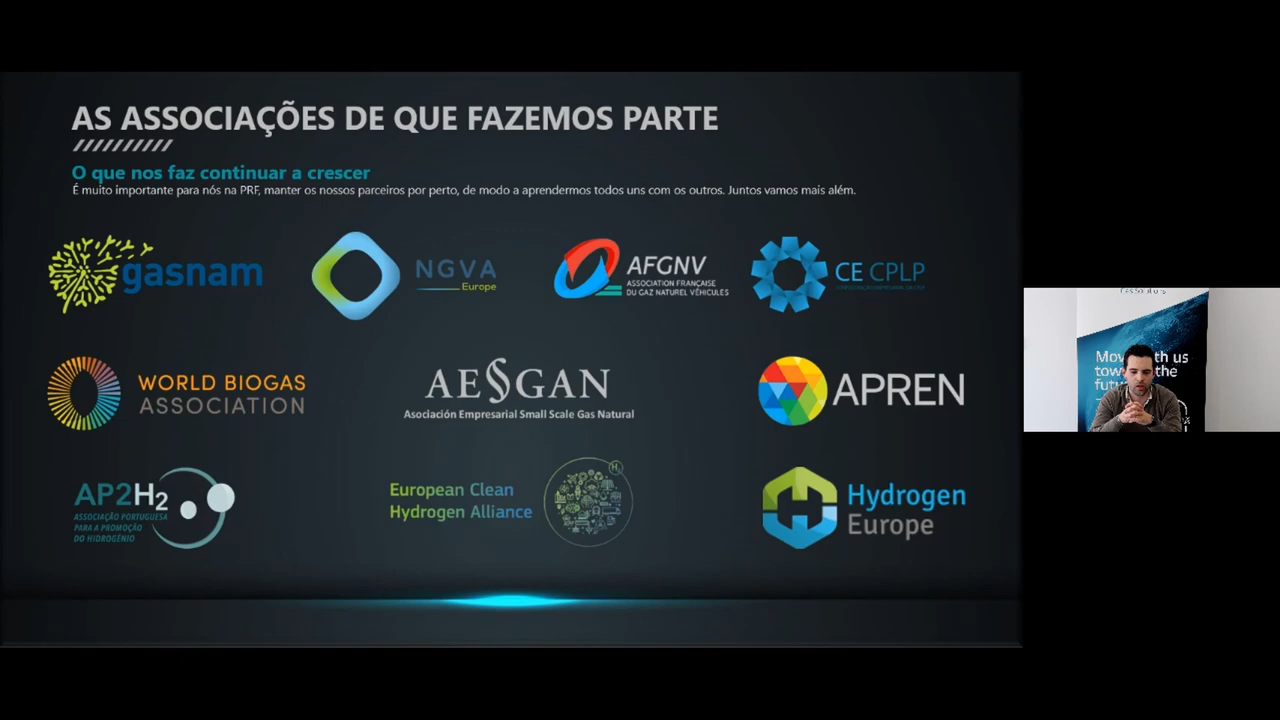 AS ASSOCIAÇÕES DE QUE FAZEMOS PARTE
O que nos faz continuar a crescer
É muito importante para nós na PRF, manter os nossos parceiros por perto, de modo a aprendermos todos uns com os outros. Juntos vamos mais além.
gasnam
NGVA
Europe
AFGNV
ASSOCIATION FRANÇAISE
DU GAZ NATUREL VÉHICULES
CE CPLP
WORLD BIOGAS
ASSOCIATION
AESGAN
Asociación Empresarial Small Scale Gas Natural
APREN
AP2H2
ASSOCIAÇÃO PORTUGUESA
PARA A PROMOÇÃO
DO HIDROGÉNIO
European Clean
Hydrogen Alliance
H2
Hydrogen
Europe
us
the